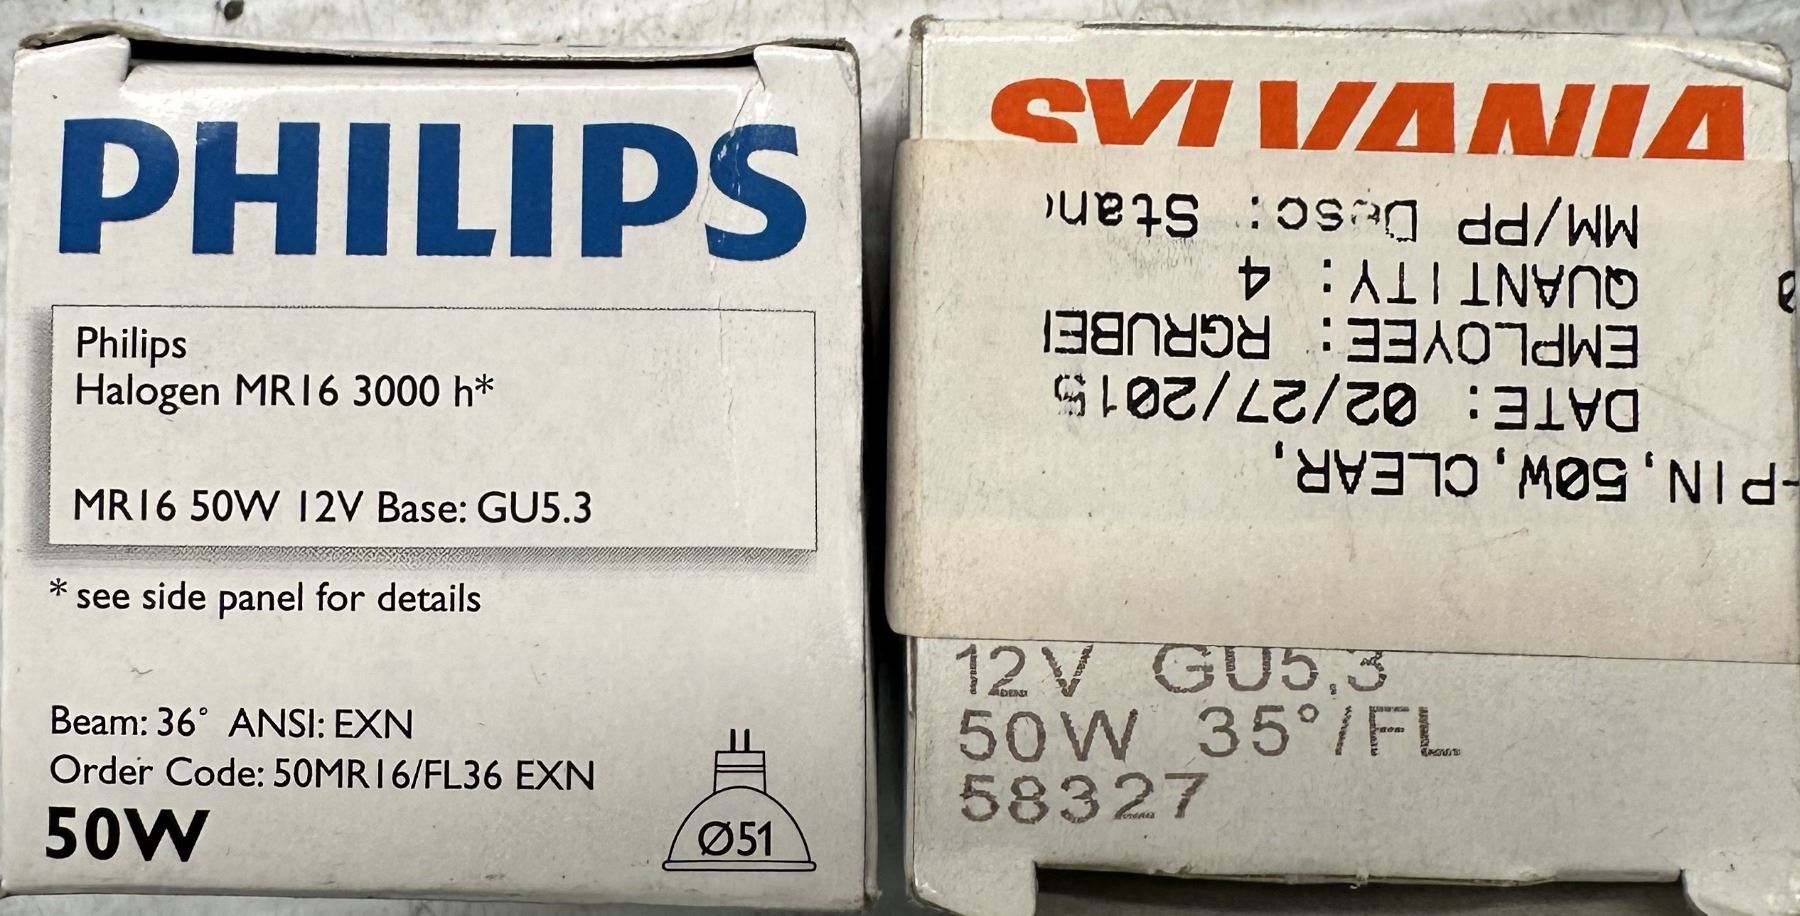 PHILIPS
Philips
Halogen MR16 3000 h*
MR16 50W 12V Base: GU5.3
* see side panel for details
Beam: 36° ANSI: EXN
Order Code: 50MR16/FL36 EXN
50W
Ø51
SYLVANIA
-PIN, 50W, CLEAR,
DATE: 02/27/2015
EMPLOYEE: RGRUBE
QUANTITY: 4
MM/PP Desc: Stan
12V GU5.3
50W 35°/FL
58327